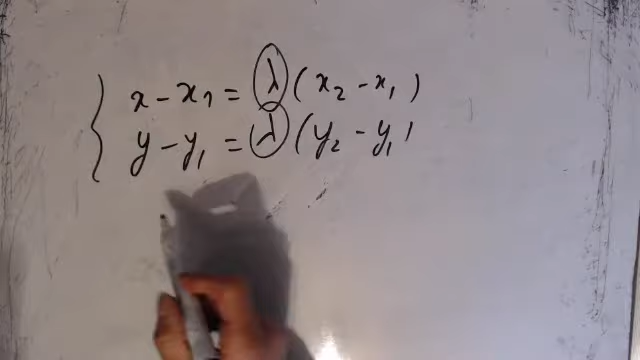 x - x₁ = λ (x₂ - x₁)
y - y₁ = λ (y₂ - y₁)